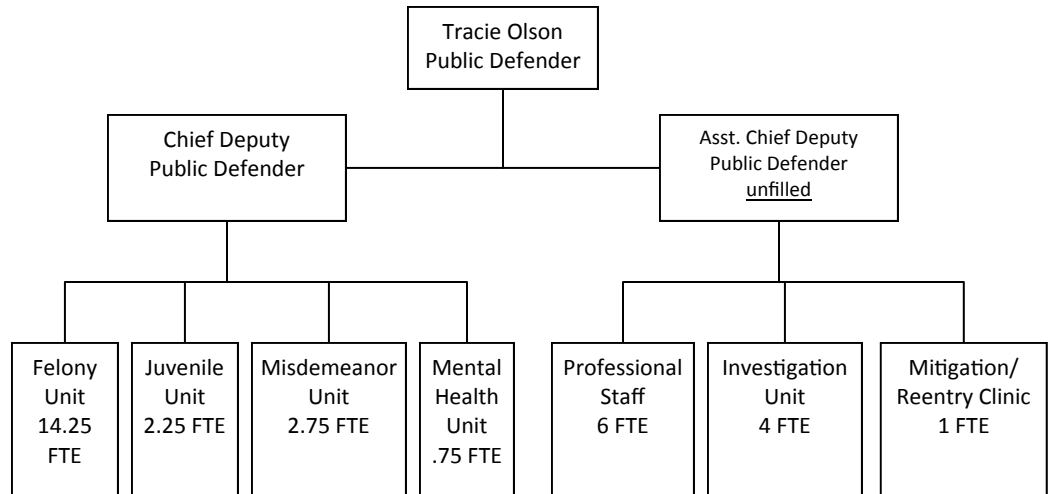 Tracie Olson
Public Defender
Chief Deputy
Public Defender
Asst. Chief Deputy
Public Defender
unfilled
Felony
Unit
14.25
FTE
Juvenile
Unit
2.25 FTE
Misdemeanor
Unit
2.75 FTE
Mental
Health
Unit
.75 FTE
Professional
Staff
6 FTE
Investigation
Unit
4 FTE
Mitigation/
Reentry Clinic
1 FTE